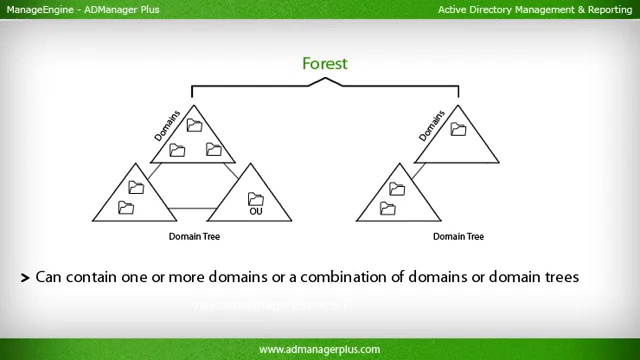 ManageEngine - ADManager Plus
Active Directory Management & Reporting
Forest
Domains
Domains
OU
Domain Tree
Domain Tree
> Can contain one or more domains or a combination of domains or domain trees
www.admanagerplus.com